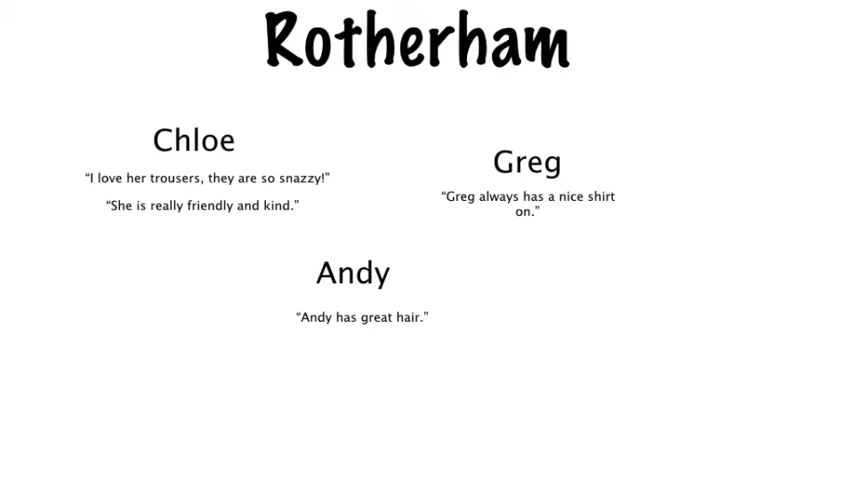 Rotherham
Chloe
“I love her trousers, they are so snazzy!”
“She is really friendly and kind.”
Greg
“Greg always has a nice shirt
on.”
Andy
“Andy has great hair.”